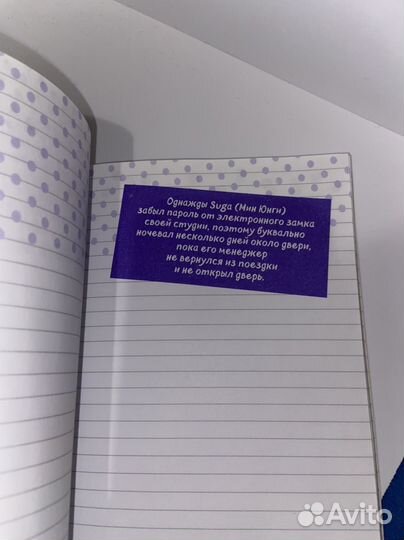 Однажды Suga (Мин Юнги)
забыл пароль от электронного замка
своей студии, поэтому буквально
ночевал несколько дней около двери,
пока его менеджер
не вернулся из поездки
и не открыл дверь.
Avito